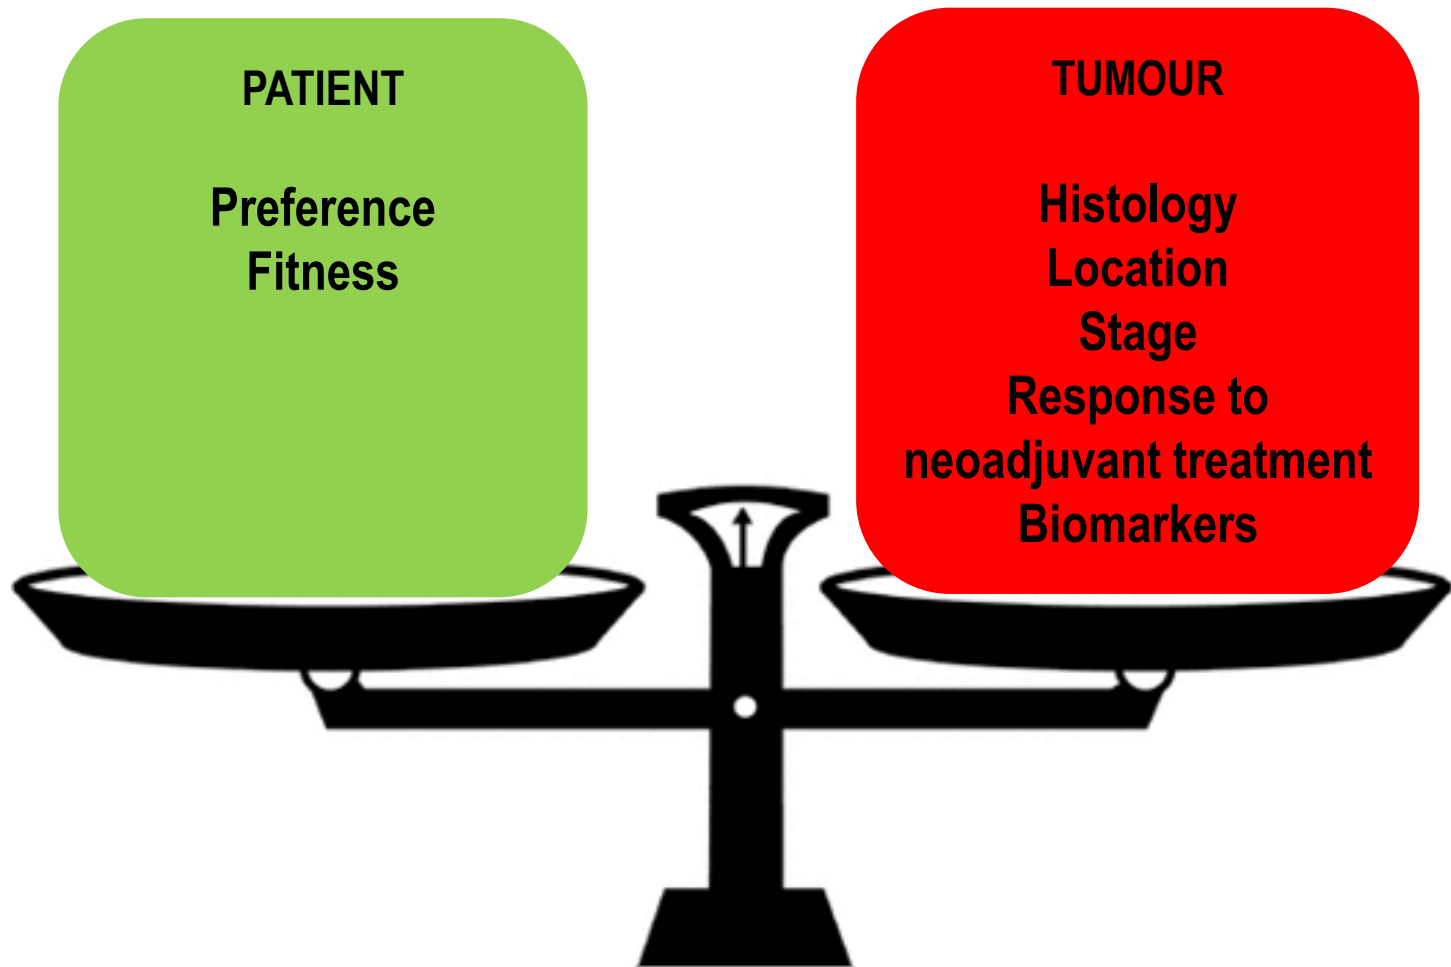 PATIENT
Preference
Fitness
TUMOUR
Histology
Location
Stage
Response to
neoadjuvant treatment
Biomarkers